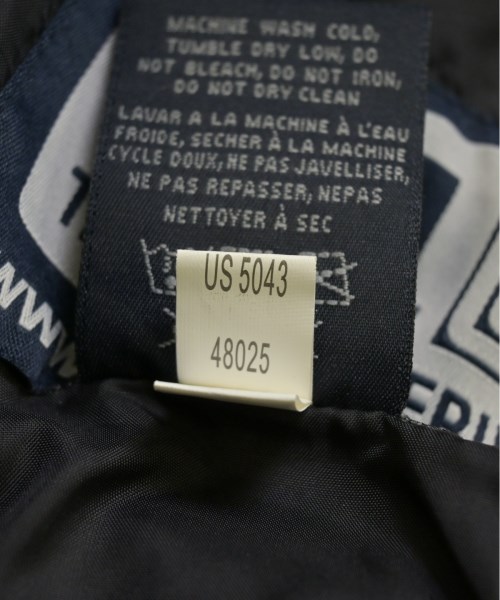 MACHINE WASH COLD,
TUMBLE DRY LOW, DO
NOT BLEACH, DO NOT IRON,
DO NOT DRY CLEAN
LAVAR A LA MACHINE À L'EAU
FROIDE, SECHER À LA MACHINE
CYCLE DOUX, NE PAS JAVELLISER,
NE PAS REPASSER, NEPAS
NETTOYER À SEC
US 5043
48025
WWW